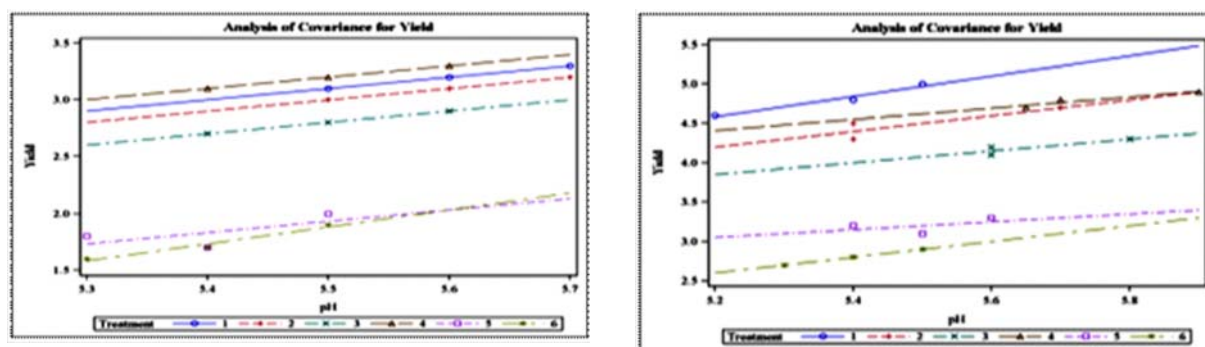 Analysis of Covariance for Yield
3.5
3.0
2.5
2.0
1.5
Yield
5.3 5.4 5.5 5.6 5.7
pH
Treatment 1 2 3 4 5 6
Analysis of Covariance for Yield
5.5
5.0
4.5
4.0
3.5
3.0
2.5
Yield
5.2 5.4 5.6 5.8
pH
Treatment 1 2 3 4 5 6